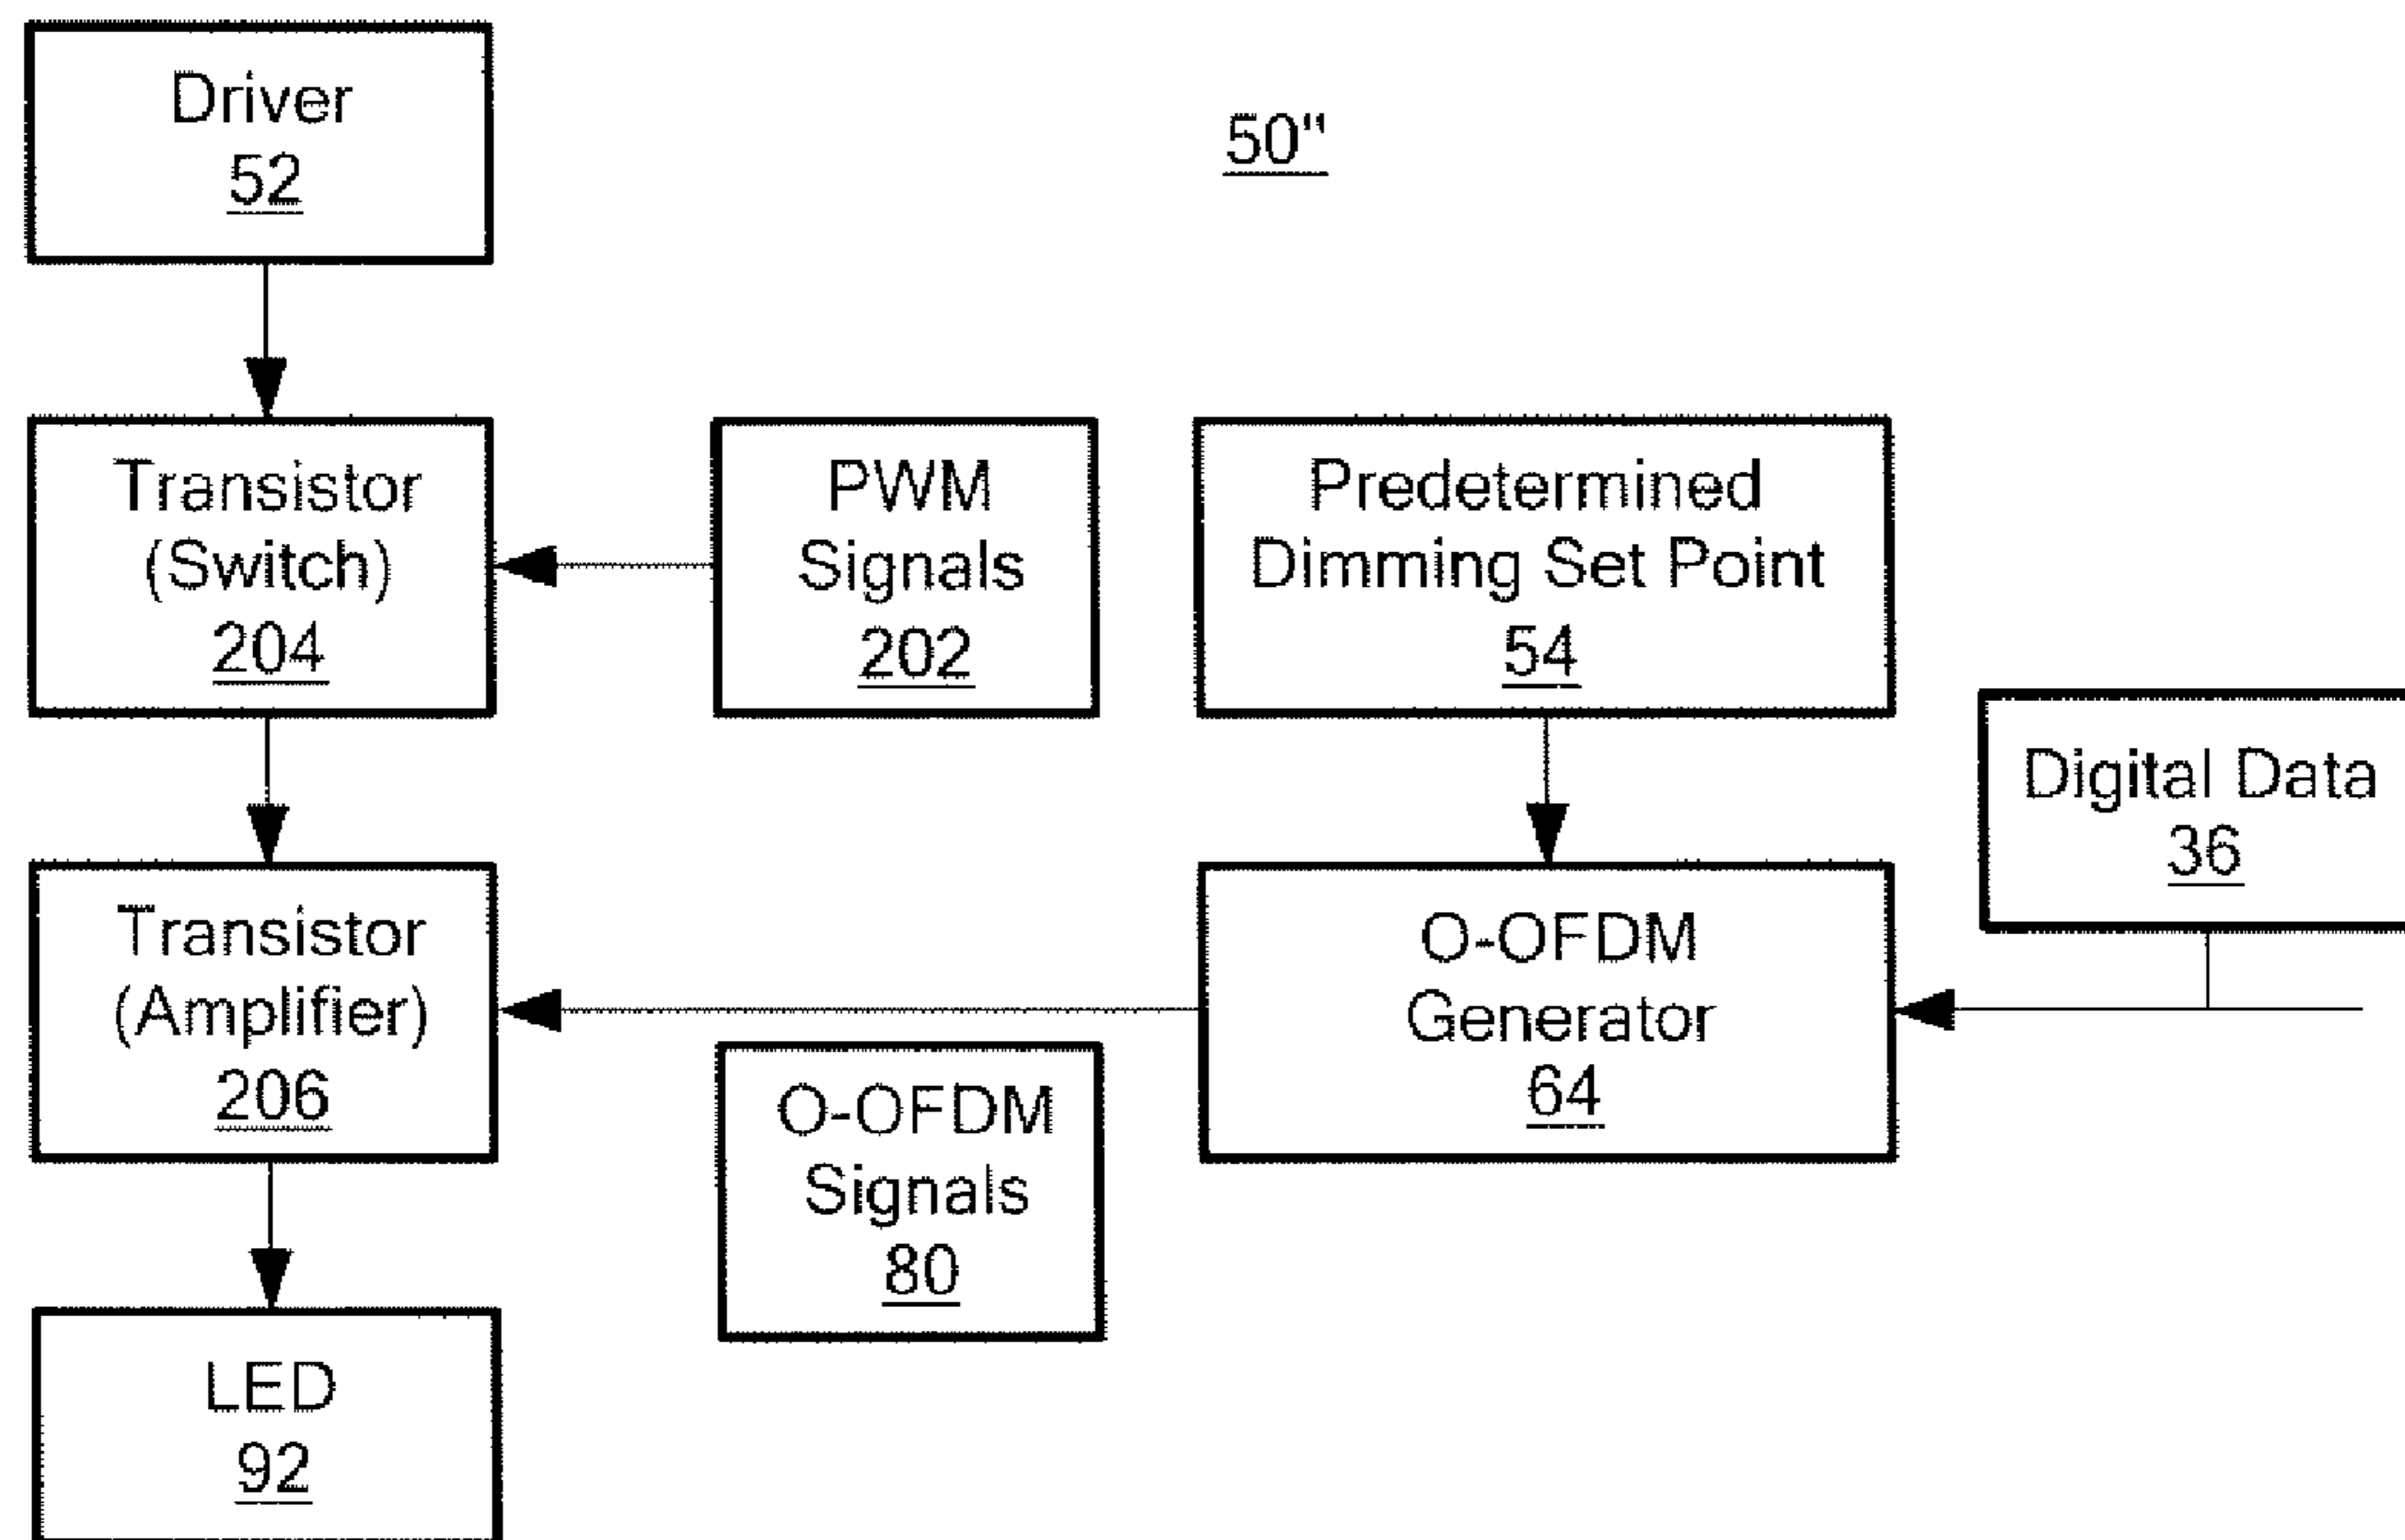 Driver
52
50"
Transistor
(Switch)
204
PWM
Signals
202
Predetermined
Dimming Set Point
54
Digital Data
36
Transistor
(Amplifier)
206
O-OFDM
Generator
64
O-OFDM
Signals
80
LED
92